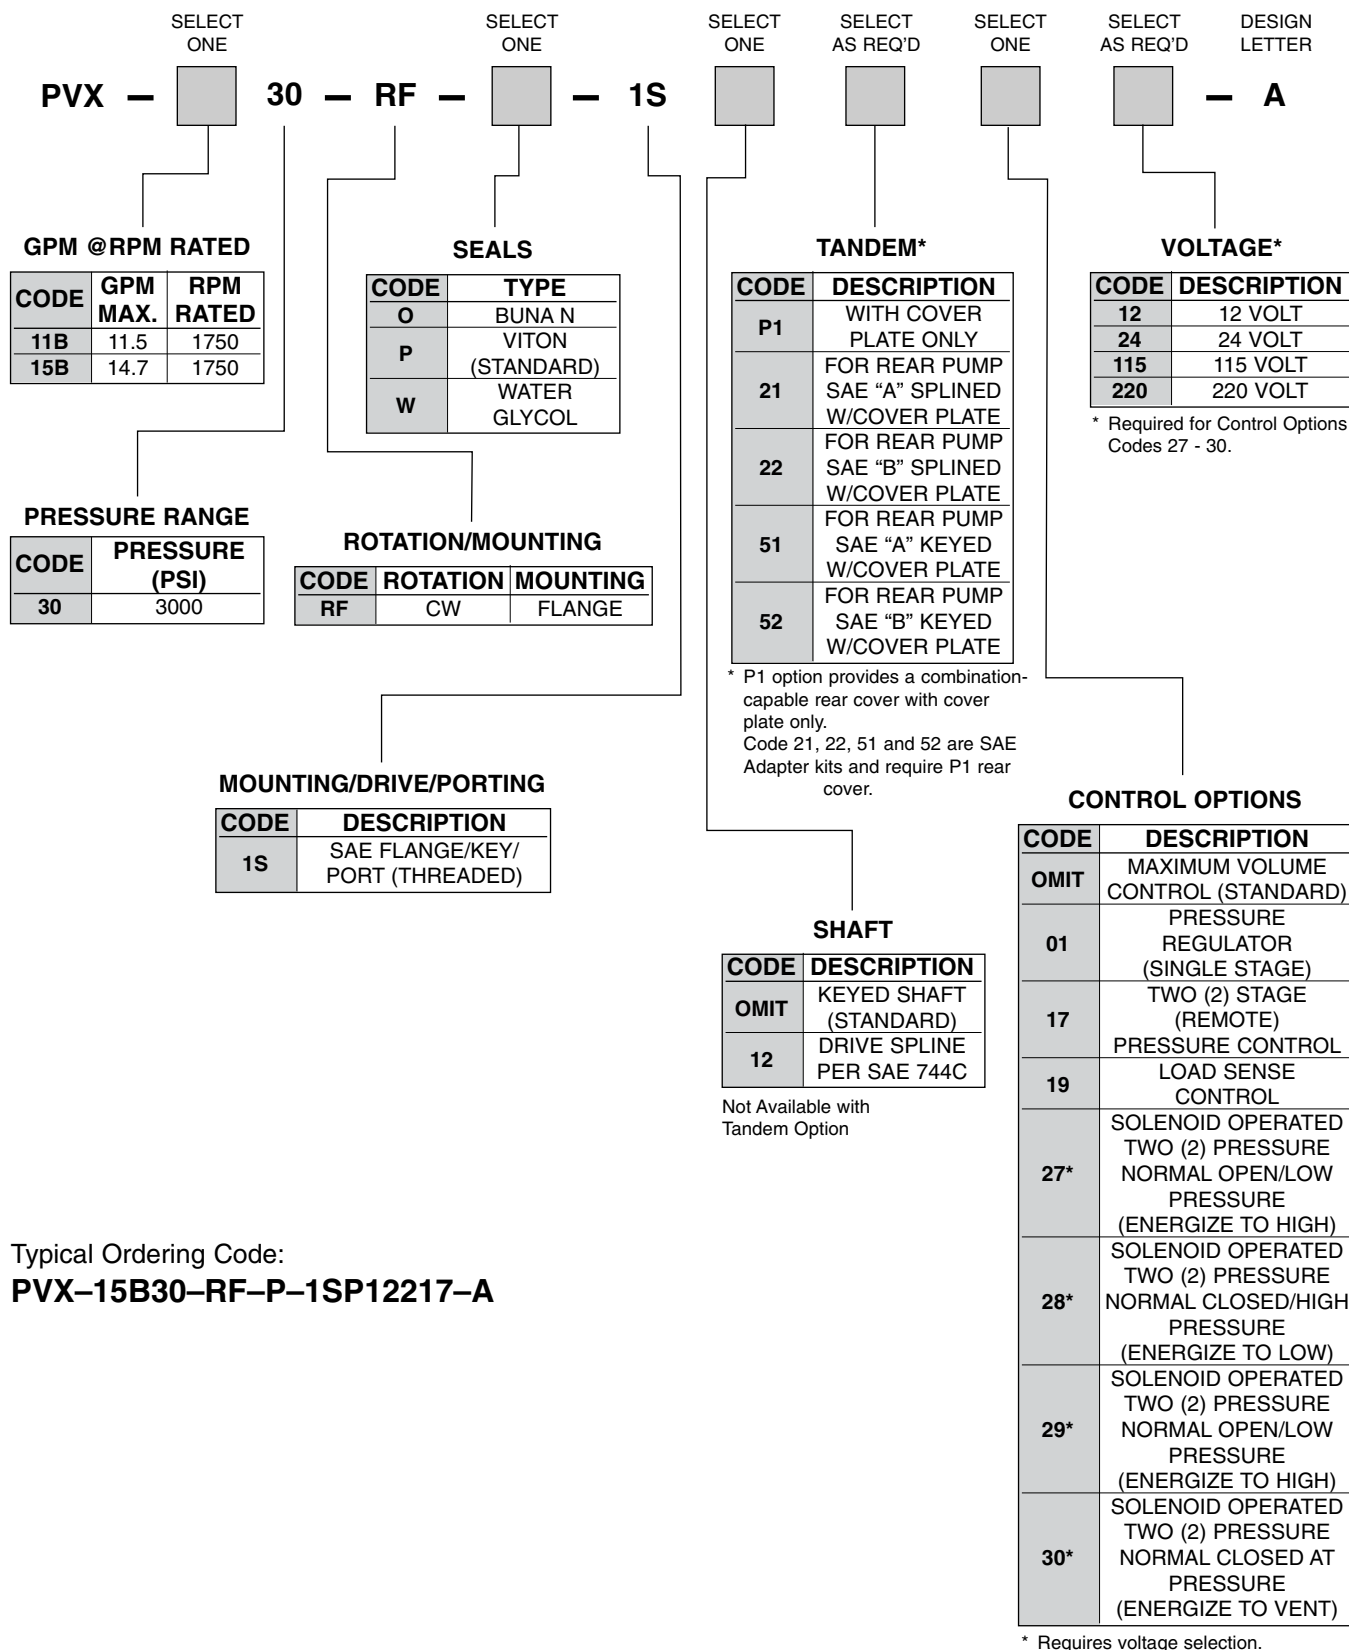 SELECT
ONE
SELECT
ONE
SELECT
ONE
SELECT
AS REQ'D
SELECT
ONE
SELECT
AS REQ'D
DESIGN
LETTER
PVX – 30 – RF – – 1S – A
GPM @RPM RATED
CODE GPM MAX. RPM RATED
11B 11.5 1750
15B 14.7 1750
SEALS
CODE TYPE
O BUNA N
P VITON
(STANDARD)
W WATER
GLYCOL
TANDEM*
CODE DESCRIPTION
P1 WITH COVER
PLATE ONLY
21 FOR REAR PUMP
SAE “A” SPLINED
W/COVER PLATE
22 FOR REAR PUMP
SAE “B” SPLINED
W/COVER PLATE
51 FOR REAR PUMP
SAE “A” KEYED
W/COVER PLATE
52 FOR REAR PUMP
SAE “B” KEYED
W/COVER PLATE
* P1 option provides a combination-
capable rear cover with cover
plate only.
Code 21, 22, 51 and 52 are SAE
Adapter kits and require P1 rear
cover.
VOLTAGE*
CODE DESCRIPTION
12 12 VOLT
24 24 VOLT
115 115 VOLT
220 220 VOLT
* Required for Control Options
Codes 27 - 30.
PRESSURE RANGE
CODE PRESSURE
(PSI)
30 3000
ROTATION/MOUNTING
CODE ROTATION MOUNTING
RF CW FLANGE
MOUNTING/DRIVE/PORTING
CODE DESCRIPTION
1S SAE FLANGE/KEY/
PORT (THREADED)
SHAFT
CODE DESCRIPTION
OMIT KEYED SHAFT
(STANDARD)
12 DRIVE SPLINE
PER SAE 744C
Not Available with
Tandem Option
CONTROL OPTIONS
CODE DESCRIPTION
OMIT MAXIMUM VOLUME
CONTROL (STANDARD)
01 PRESSURE
REGULATOR
(SINGLE STAGE)
17 TWO (2) STAGE
(REMOTE)
PRESSURE CONTROL
19 LOAD SENSE
CONTROL
27* SOLENOID OPERATED
TWO (2) PRESSURE
NORMAL OPEN/LOW
PRESSURE
(ENERGIZE TO HIGH)
28* SOLENOID OPERATED
TWO (2) PRESSURE
NORMAL CLOSED/HIGH
PRESSURE
(ENERGIZE TO LOW)
29* SOLENOID OPERATED
TWO (2) PRESSURE
NORMAL OPEN/LOW
PRESSURE
(ENERGIZE TO HIGH)
30* SOLENOID OPERATED
TWO (2) PRESSURE
NORMAL CLOSED AT
PRESSURE
(ENERGIZE TO VENT)
* Requires voltage selection.
Typical Ordering Code:
PVX–15B30–RF–P–1SP12217–A